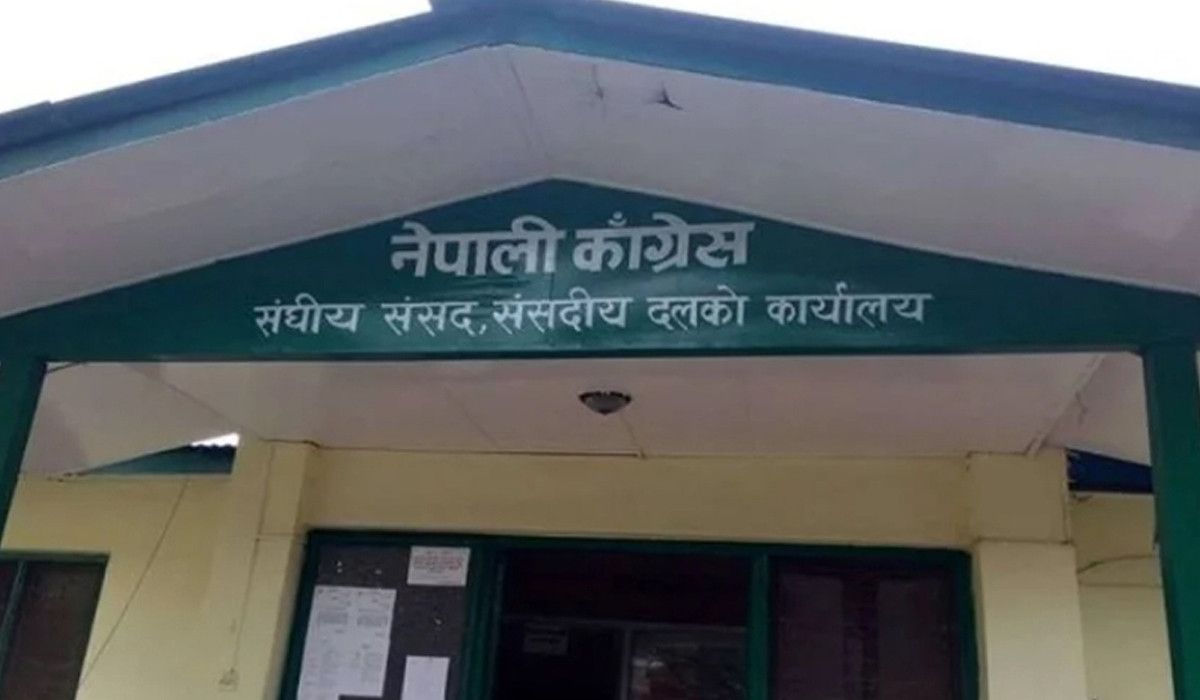 नेपाली काँग्रेस
संघीय संसद,संसदीय दलको कार्यालय